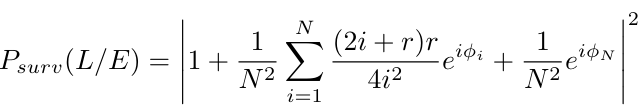 $$P_{surv}(L/E) = \left| 1 + \frac{1}{N^2} \sum_{i=1}^{N} \frac{(2i+r)r}{4i^2} e^{i\phi_i} + \frac{1}{N^2} e^{i\phi_N} \right|^2$$